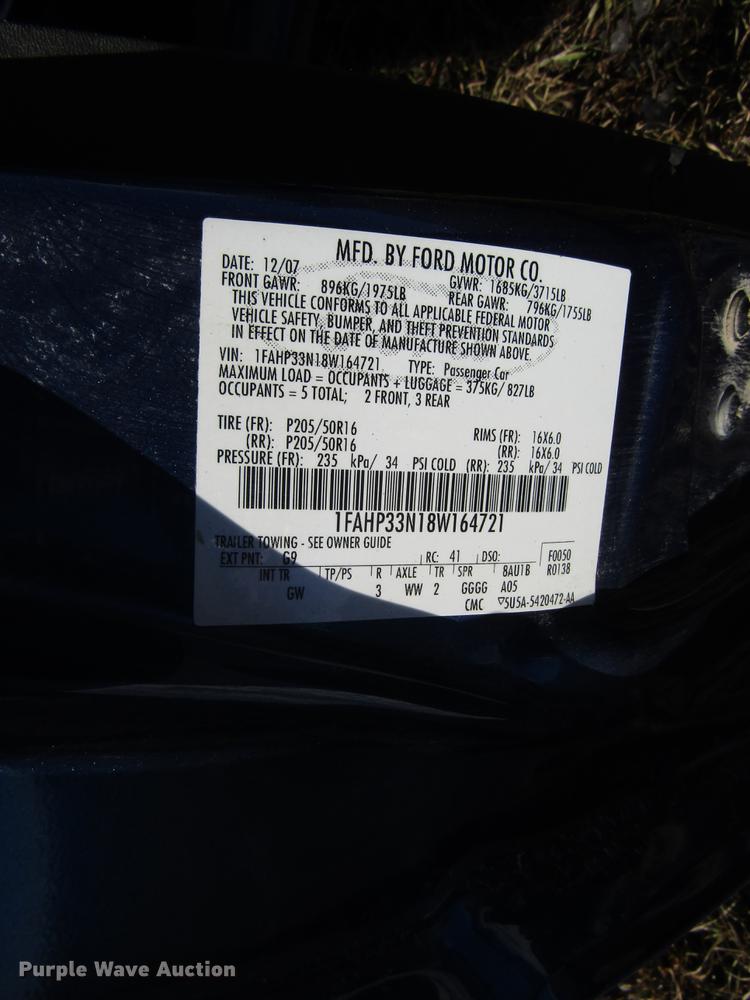 MFD. BY FORD MOTOR CO.
DATE: 12/07 GVWR: 1685KG/3715LB
FRONT GAWR: 896KG/1975LB REAR GAWR: 796KG/1755LB
THIS VEHICLE CONFORMS TO ALL APPLICABLE FEDERAL MOTOR
VEHICLE SAFETY, BUMPER, AND THEFT PREVENTION STANDARDS
IN EFFECT ON THE DATE OF MANUFACTURE SHOWN ABOVE.
VIN: 1FAHP33N18W164721 TYPE: Passenger Car
MAXIMUM LOAD = OCCUPANTS + LUGGAGE = 375KG/ 827LB
OCCUPANTS = 5 TOTAL; 2 FRONT, 3 REAR
TIRE (FR): P205/50R16 RIMS (FR): 16X6.0
(RR): P205/50R16 (RR): 16X6.0
PRESSURE (FR): 235 kPa/ 34 PSI COLD (RR): 235 kPa/ 34 PSI COLD
1FAHP33N18W164721
TRAILER TOWING - SEE OWNER GUIDE
EXT PNT: G9 RC: 41 DSO: F0050
INT TR TP/PS R AXLE TR SPR 8AU1B R0138
GW 3 WW 2 GGGG A05
CMC ▽5U5A-5420472-AA
Purple Wave Auction